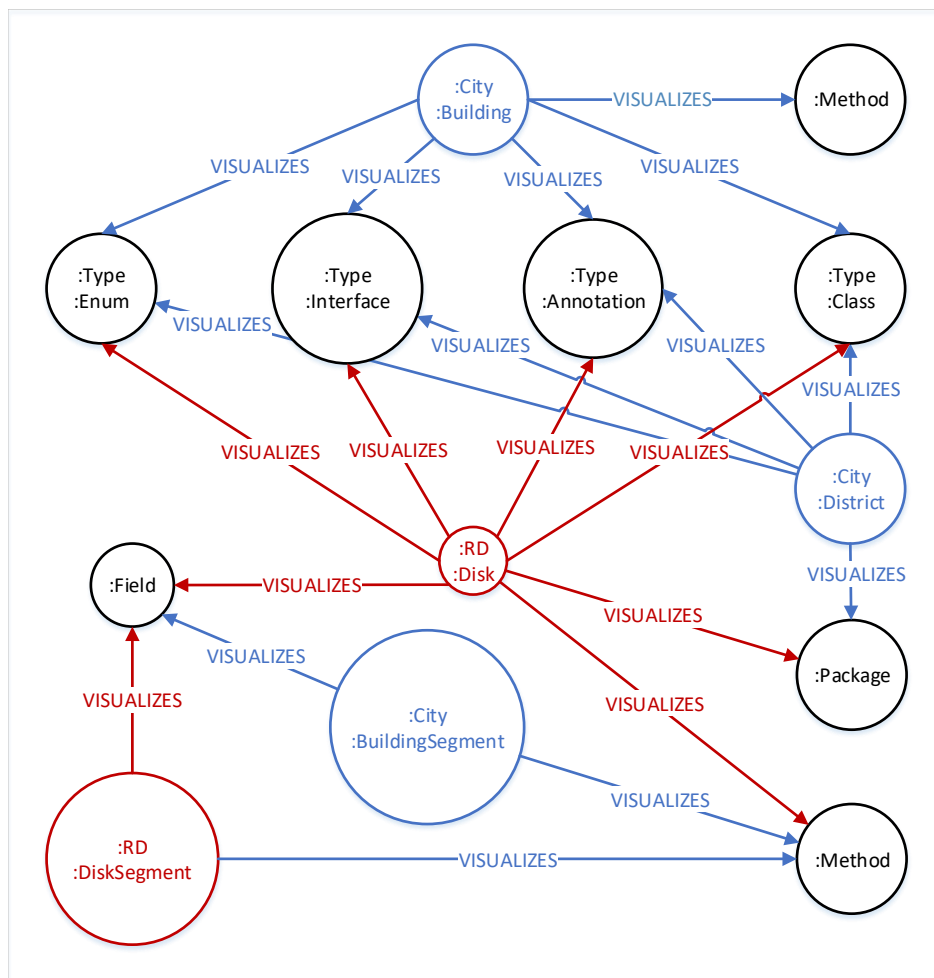 :City
:Building
VISUALIZES
:Method
VISUALIZES
VISUALIZES
VISUALIZES
VISUALIZES
:Type
:Enum
:Type
:Interface
:Type
:Annotation
:Type
:Class
VISUALIZES
VISUALIZES
VISUALIZES
VISUALIZES
VISUALIZES
VISUALIZES
VISUALIZES
VISUALIZES
:City
:District
:RD
:Disk
:Field
VISUALIZES
VISUALIZES
VISUALIZES
VISUALIZES
:Package
VISUALIZES
VISUALIZES
:City
:BuildingSegment
VISUALIZES
:RD
:DiskSegment
VISUALIZES
:Method